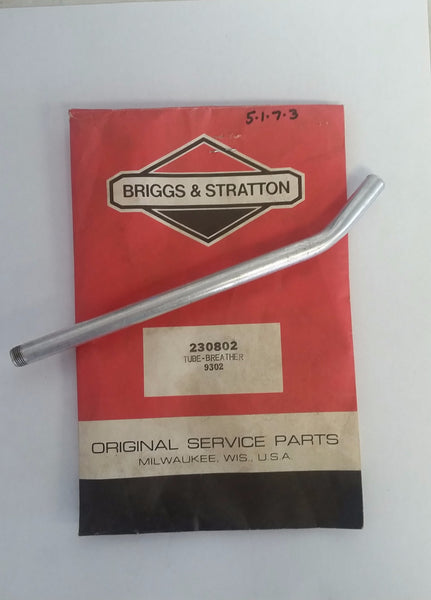 5.1.7.3
BRIGGS & STRATTON
230802
TUBE-BREATHER
9302
ORIGINAL SERVICE PARTS
MILWAUKEE, WIS., U.S.A.